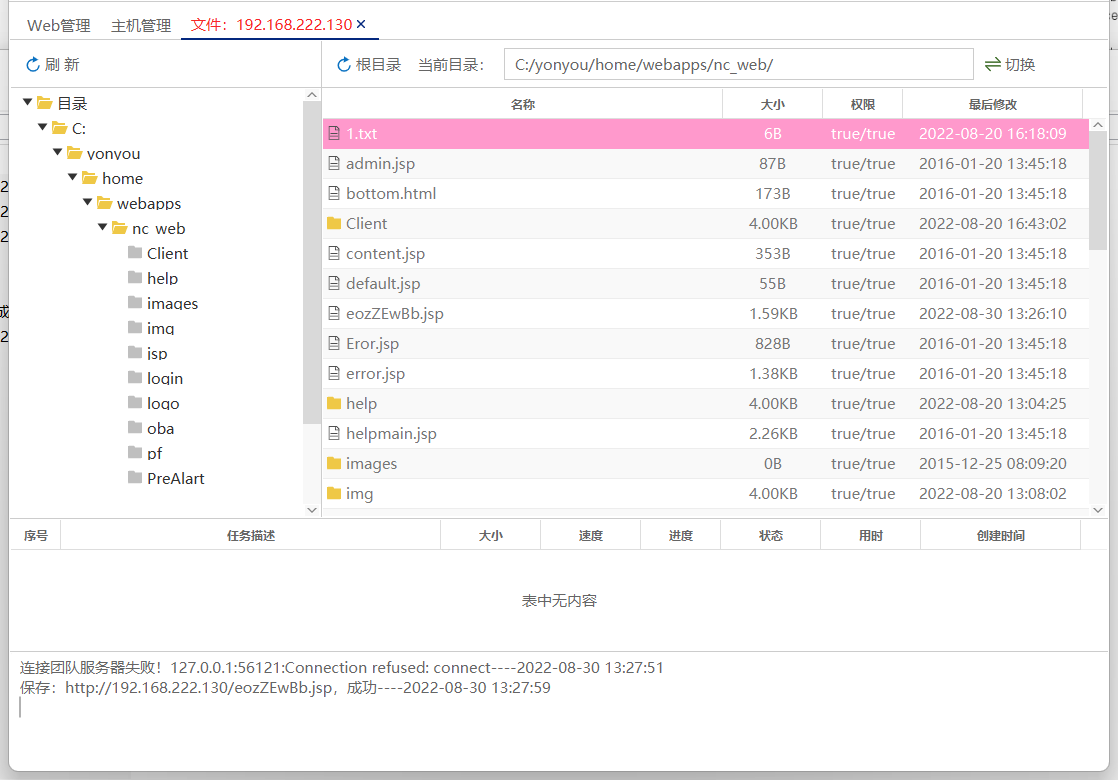 Web管理 主机管理 文件：192.168.222.130 ×
刷 新
根目录 当前目录： C:/yonyou/home/webapps/nc_web/ 切换
目录
C:
yonyou
home
webapps
nc_web
Client
help
images
img
jsp
login
logo
oba
pf
PreAlart
名称 大小 权限 最后修改
1.txt 6B true/true 2022-08-20 16:18:09
admin.jsp 87B true/true 2016-01-20 13:45:18
bottom.html 173B true/true 2016-01-20 13:45:18
Client 4.00KB true/true 2022-08-20 16:43:02
content.jsp 353B true/true 2016-01-20 13:45:18
default.jsp 55B true/true 2016-01-20 13:45:18
eozZEwBb.jsp 1.59KB true/true 2022-08-30 13:26:10
Eror.jsp 828B true/true 2016-01-20 13:45:18
error.jsp 1.38KB true/true 2016-01-20 13:45:18
help 4.00KB true/true 2022-08-20 13:04:25
helpmain.jsp 2.26KB true/true 2016-01-20 13:45:18
images 0B true/true 2015-12-25 08:09:20
img 4.00KB true/true 2022-08-20 13:08:02
序号 任务描述 大小 速度 进度 状态 用时 创建时间
表中无内容
连接团队服务器失败！127.0.0.1:56121:Connection refused: connect----2022-08-30 13:27:51
保存：http://192.168.222.130/eozZEwBb.jsp，成功----2022-08-30 13:27:59